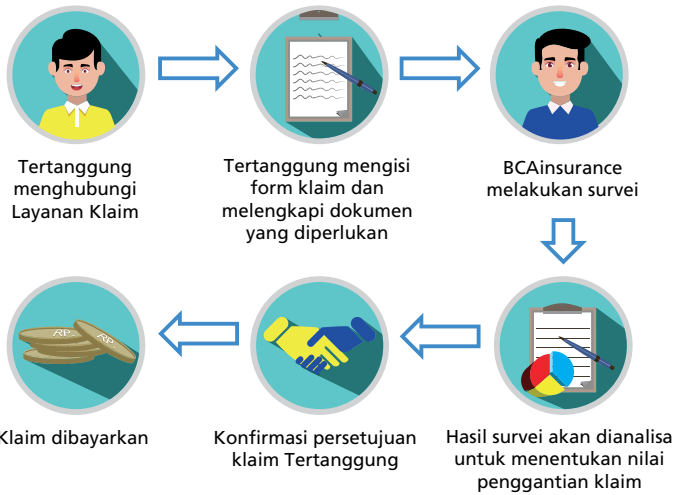 Tertanggung
menghubungi
Layanan Klaim
Tertanggung mengisi
form klaim dan
melengkapi dokumen
yang diperlukan
BCAinsurance
melakukan survei
Hasil survei akan dianalisa
untuk menentukan nilai
penggantian klaim
Konfirmasi persetujuan
klaim Tertanggung
RP
RP
Klaim dibayarkan